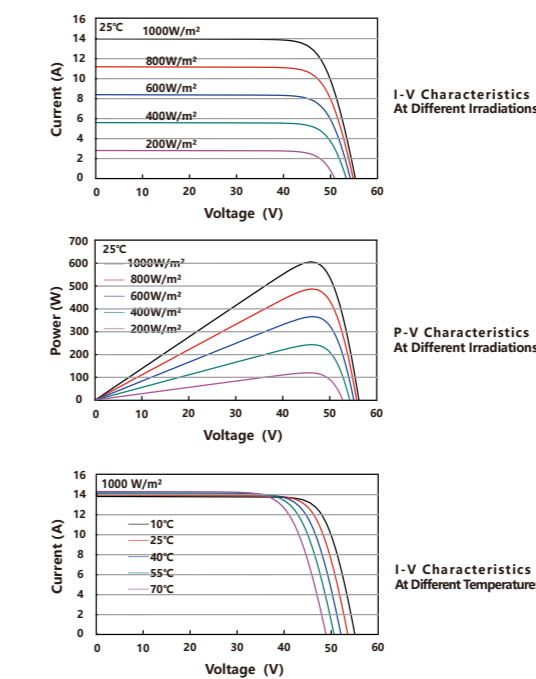 16
14
12
10
8
6
4
2
0
25℃
1000W/m²
800W/m²
600W/m²
400W/m²
200W/m²
Current (A)
0 10 20 30 40 50 60
Voltage (V)
I-V Characteristics
At Different Irradiations
700
600
500
400
300
200
100
0
25℃
1000W/m²
800W/m²
600W/m²
400W/m²
200W/m²
Power (W)
0 10 20 30 40 50 60
Voltage (V)
P-V Characteristics
At Different Irradiations
16
14
12
10
8
6
4
2
0
1000 W/m²
10℃
25℃
40℃
55℃
70℃
Current (A)
0 10 20 30 40 50 60
Voltage (V)
I-V Characteristics
At Different Temperature